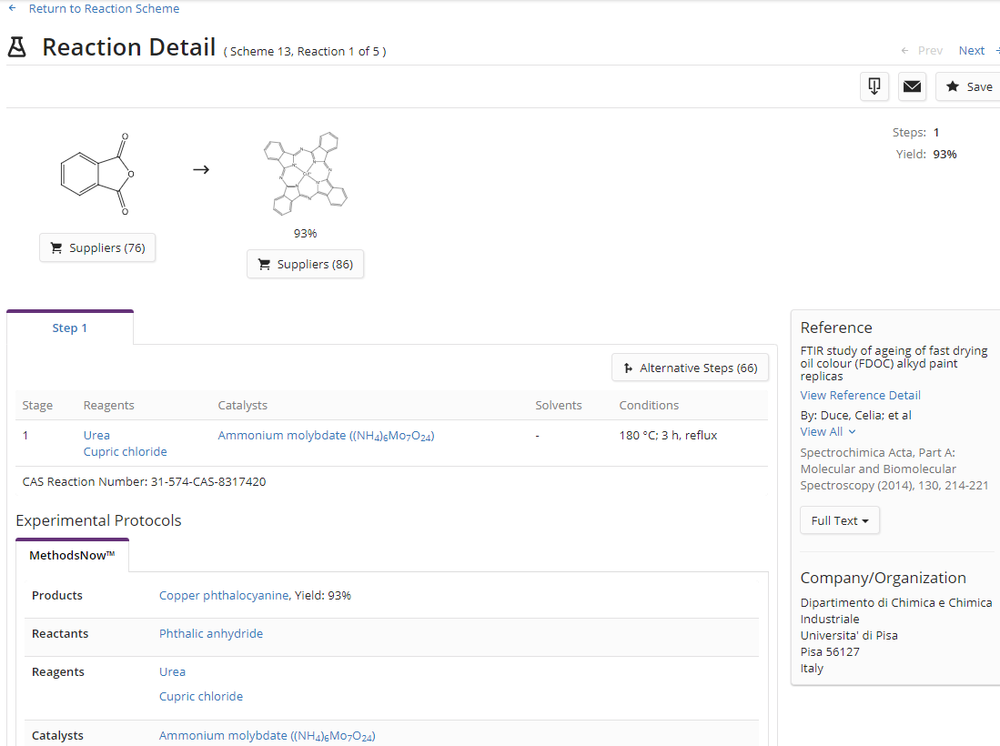 ← Return to Reaction Scheme
Reaction Detail ( Scheme 13, Reaction 1 of 5 )
← Prev Next →
Save
Steps: 1
Yield: 93%
O
O
O
93%
Suppliers (76)
Suppliers (86)
Step 1
Alternative Steps (66)
Stage Reagents Catalysts Solvents Conditions
1 Urea Ammonium molybdate ((NH4)6Mo7O24) - 180 °C; 3 h, reflux
Cupric chloride
CAS Reaction Number: 31-574-CAS-8317420
Experimental Protocols
MethodsNow™
Products Copper phthalocyanine, Yield: 93%
Reactants Phthalic anhydride
Reagents Urea
Cupric chloride
Catalysts Ammonium molybdate ((NH4)6Mo7O24)
Reference
FTIR study of ageing of fast drying
oil colour (FDOC) alkyd paint
replicas
View Reference Detail
By: Duce, Celia; et al
View All
Spectrochimica Acta, Part A:
Molecular and Biomolecular
Spectroscopy (2014), 130, 214-221
Full Text
Company/Organization
Dipartimento di Chimica e Chimica
Industriale
Universita' di Pisa
Pisa 56127
Italy